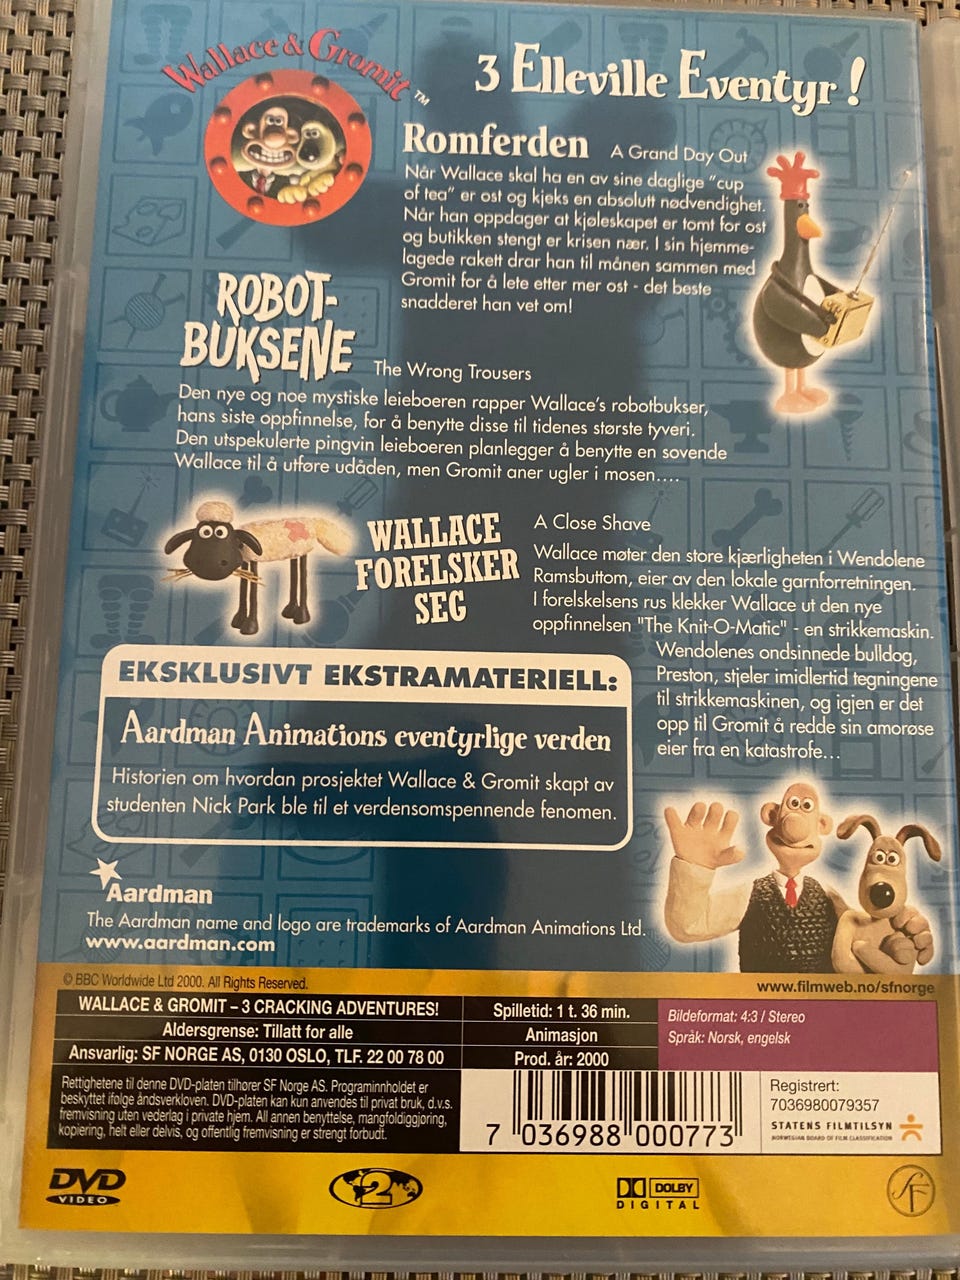 Wallace & Gromit ™
3 Elleville Eventyr !
Romferden A Grand Day Out
Når Wallace skal ha en av sine daglige "cup
of tea" er ost og kjeks en absolutt nødvendighet.
Når han oppdager at kjøleskapet er tomt for ost
og butikken stengt er krisen nær. I sin hjemme-
lagede rakett drar han til månen sammen med
Gromit for å lete etter mer ost - det beste
snadderet han vet om!
ROBOT-
BUKSENE The Wrong Trousers
Den nye og noe mystiske leieboeren rapper Wallace's robotbukser,
hans siste oppfinnelse, for å benytte disse til tidenes største tyveri.
Den utspekulerte pingvin leieboeren planlegger å benytte en sovende
Wallace til å utføre udåden, men Gromit aner ugler i mosen....
WALLACE
FORELSKER
SEG
A Close Shave
Wallace møter den store kjærligheten i Wendolene
Ramsbuttom, eier av den lokale garnforretningen.
I forelskelsens rus klekker Wallace ut den nye
oppfinnelsen "The Knit-O-Matic" - en strikkemaskin.
Wendolenes ondsinnede bulldog,
Preston, stjeler imidlertid tegningene
til strikkemaskinen, og igjen er det
opp til Gromit å redde sin amorøse
eier fra en katastrofe...
EKSKLUSIVT EKSTRAMATERIELL:
Aardman Animations eventyrlige verden
Historien om hvordan prosjektet Wallace & Gromit skapt av
studenten Nick Park ble til et verdensomspennende fenomen.
Aardman
The Aardman name and logo are trademarks of Aardman Animations Ltd.
www.aardman.com
© BBC Worldwide Ltd 2000. All Rights Reserved.
www.filmweb.no/sfnorge
WALLACE & GROMIT – 3 CRACKING ADVENTURES!
Aldersgrense: Tillatt for alle
Ansvarlig: SF NORGE AS, 0130 OSLO, TLF. 22 00 78 00
Spilletid: 1 t. 36 min.
Animasjon
Prod. år: 2000
Bildeformat: 4:3 / Stereo
Språk: Norsk, engelsk
Rettighetene til denne DVD-platen tilhører SF Norge AS. Programinnholdet er
beskyttet ifølge åndsverkloven. DVD-platen kan kun anvendes til privat bruk, d.v.s.
fremvisning uten vederlag i private hjem. All annen benyttelse, mangfoldiggjøring,
kopiering, helt eller delvis, og offentlig fremvisning er strengt forbudt.
7 036988 000773
Registrert:
7036980079357
STATENS FILMTILSYN
NORWEGIAN BOARD OF FILM CLASSIFICATION
DVD
VIDEO
2
DOLBY
DIGITAL
SF